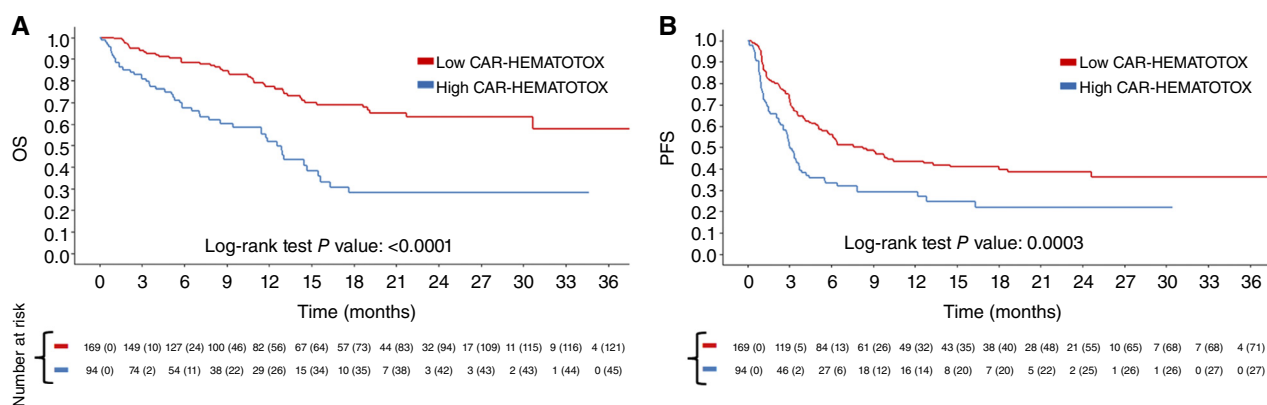 A
OS
1.0
0.9
0.8
0.7
0.6
0.5
0.4
0.3
0.2
0.1
0.0
Low CAR-HEMATOTOX
High CAR-HEMATOTOX
Log-rank test P value: <0.0001
0 3 6 9 12 15 18 21 24 27 30 33 36
Time (months)
Number at risk
169 (0) 149 (10) 127 (24) 100 (46) 82 (56) 67 (64) 57 (73) 44 (83) 32 (94) 17 (109) 11 (115) 9 (116) 4 (121)
94 (0) 74 (2) 54 (11) 38 (22) 29 (26) 15 (34) 10 (35) 7 (38) 3 (42) 3 (43) 2 (43) 1 (44) 0 (45)
B
PFS
1.0
0.9
0.8
0.7
0.6
0.5
0.4
0.3
0.2
0.1
0.0
Low CAR-HEMATOTOX
High CAR-HEMATOTOX
Log-rank test P value: 0.0003
0 3 6 9 12 15 18 21 24 27 30 33 36
Time (months)
169 (0) 119 (5) 84 (13) 61 (26) 49 (32) 43 (35) 38 (40) 28 (48) 21 (55) 10 (65) 7 (68) 7 (68) 4 (71)
94 (0) 46 (2) 27 (6) 18 (12) 16 (14) 8 (20) 7 (20) 5 (22) 2 (25) 1 (26) 1 (26) 0 (27) 0 (27)